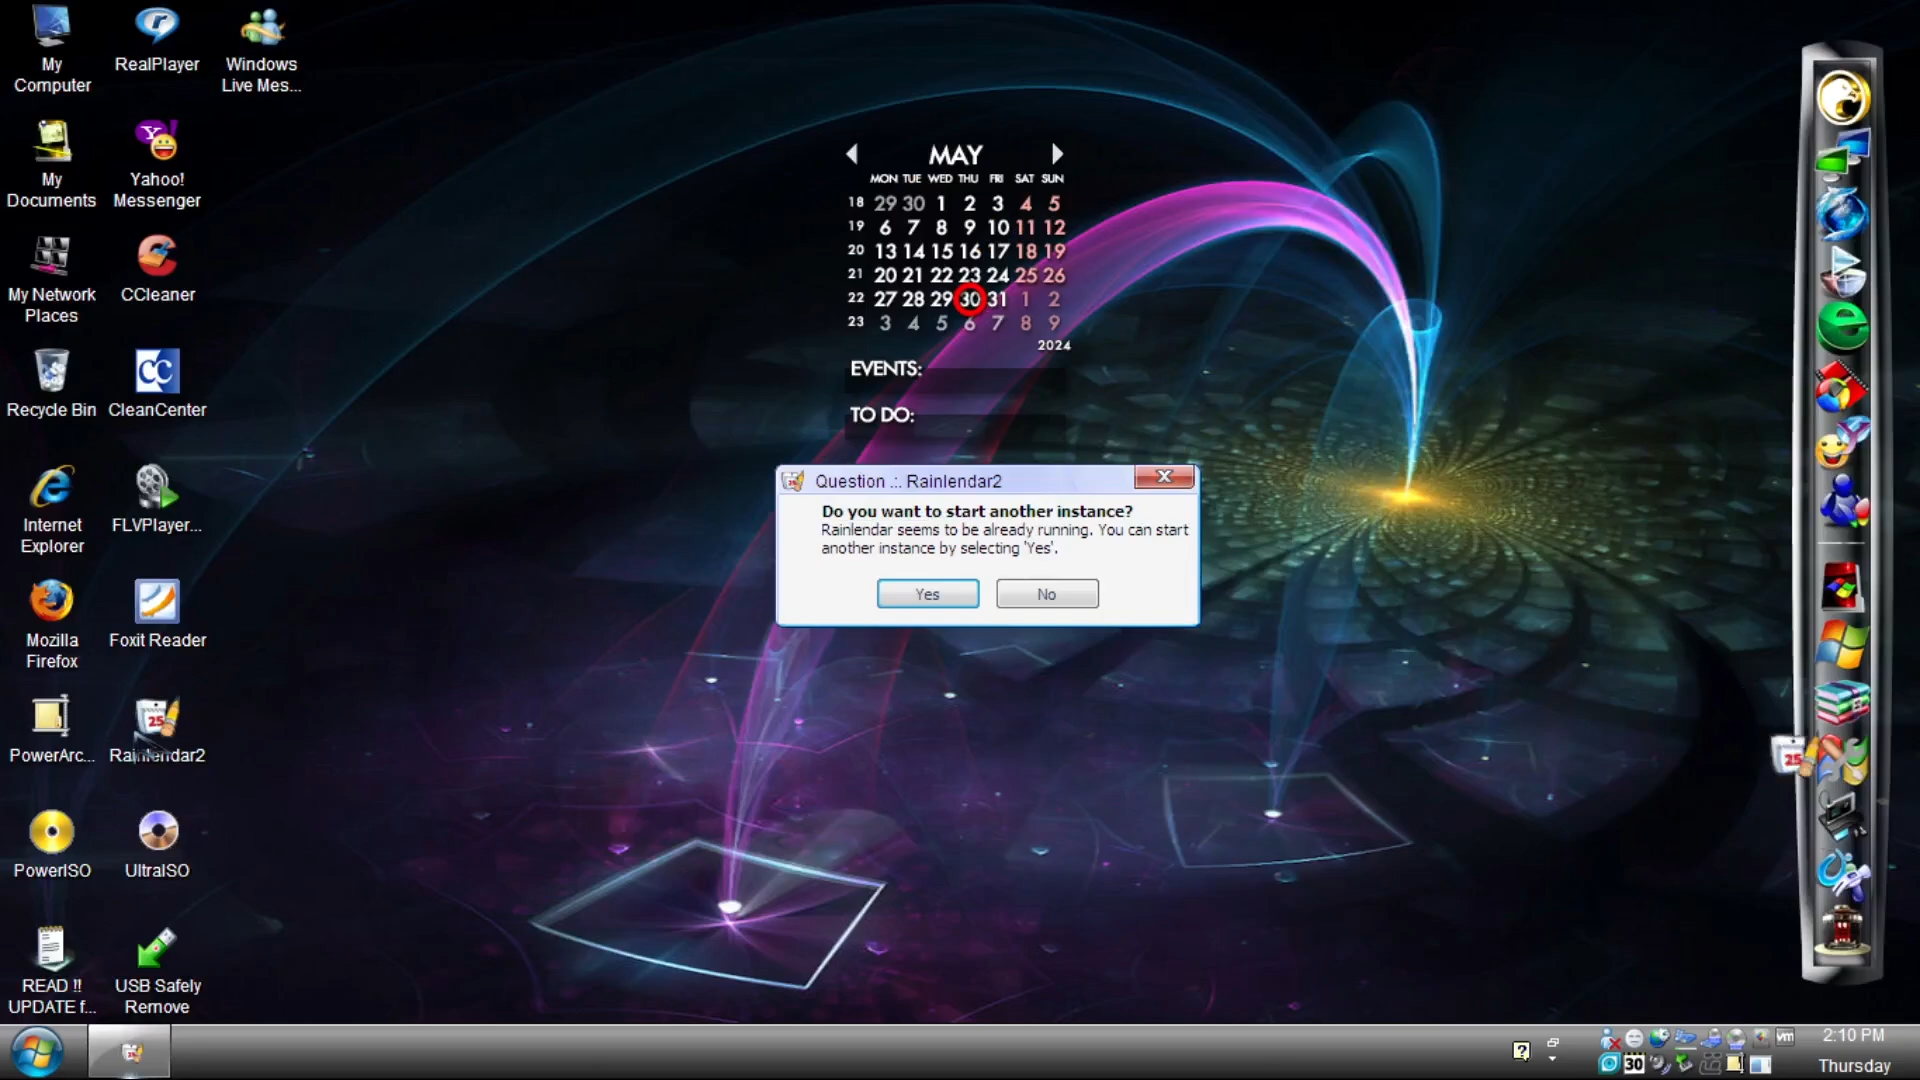 My
Computer
RealPlayer
Windows
Live Mes...
My
Documents
Yahoo!
Messenger
My Network
Places
CCleaner
Recycle Bin
CC
CleanCenter
Internet
Explorer
FLVPlayer...
Mozilla
Firefox
Foxit Reader
PowerArc...
25
Rainlendar2
PowerISO
UltraISO
READ !!
UPDATE f...
USB Safely
Remove
MAY
MON TUE WED THU FRI SAT SUN
18 29 30 1 2 3 4 5
19 6 7 8 9 10 11 12
20 13 14 15 16 17 18 19
21 20 21 22 23 24 25 26
22 27 28 29 30 31 1 2
23 3 4 5 6 7 8 9
2024
EVENTS:
TO DO:
Question .:. Rainlendar2
Do you want to start another instance?
Rainlendar seems to be already running. You can start
another instance by selecting 'Yes'.
Yes
No
25
vm
30
2:10 PM
Thursday